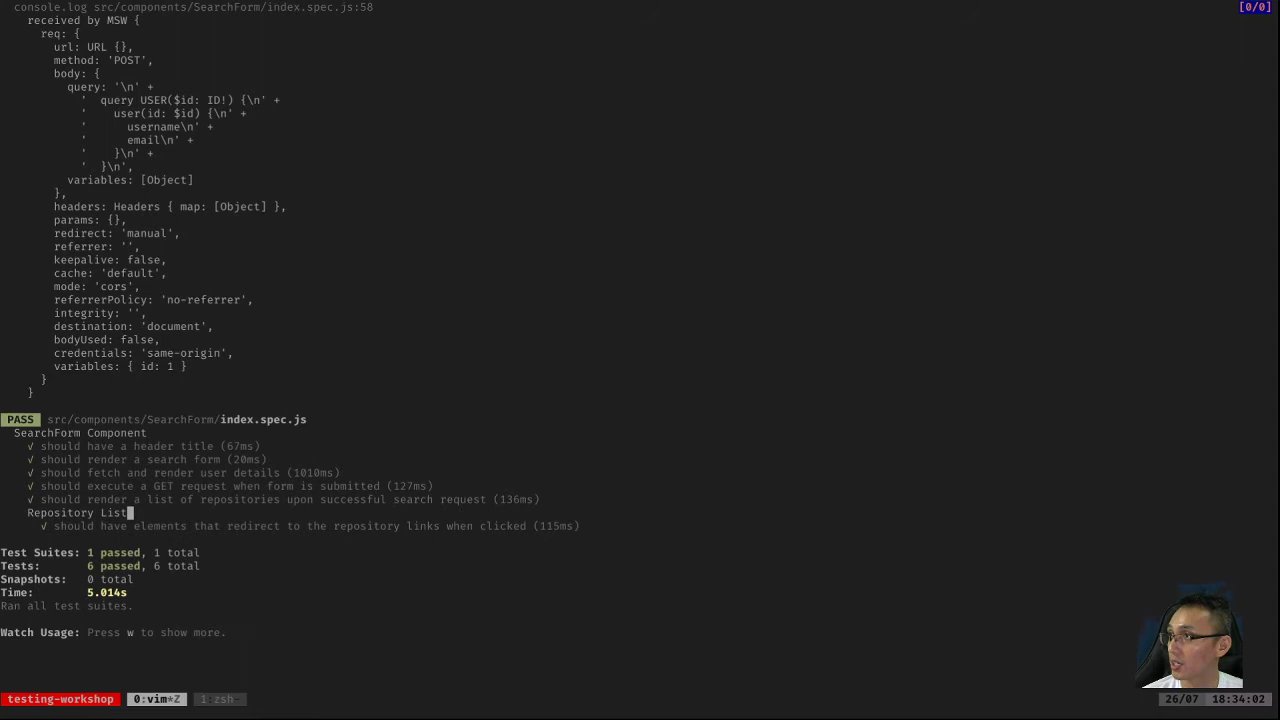 console.log src/components/SearchForm/index.spec.js:58
[0/0]
received by MSW {
req: {
url: URL {},
method: 'POST',
body: {
query: '\n' +
'  query USER($id: ID!) {\n' +
'    user(id: $id) {\n' +
'      username\n' +
'      email\n' +
'    }\n' +
'  }\n',
variables: [Object]
},
headers: Headers { map: [Object] },
params: {},
redirect: 'manual',
referrer: '',
keepalive: false,
cache: 'default',
mode: 'cors',
referrerPolicy: 'no-referrer',
integrity: '',
destination: 'document',
bodyUsed: false,
credentials: 'same-origin',
variables: { id: 1 }
}
}
PASS src/components/SearchForm/index.spec.js
SearchForm Component
✓ should have a header title (67ms)
✓ should render a search form (20ms)
✓ should fetch and render user details (1010ms)
✓ should execute a GET request when form is submitted (127ms)
✓ should render a list of repositories upon successful search request (136ms)
Repository List
✓ should have elements that redirect to the repository links when clicked (115ms)
Test Suites: 1 passed, 1 total
Tests: 6 passed, 6 total
Snapshots: 0 total
Time: 5.014s
Ran all test suites.
Watch Usage: Press w to show more.
testing-workshop 0:vim*Z 1:zsh- 26/07 18:34:02